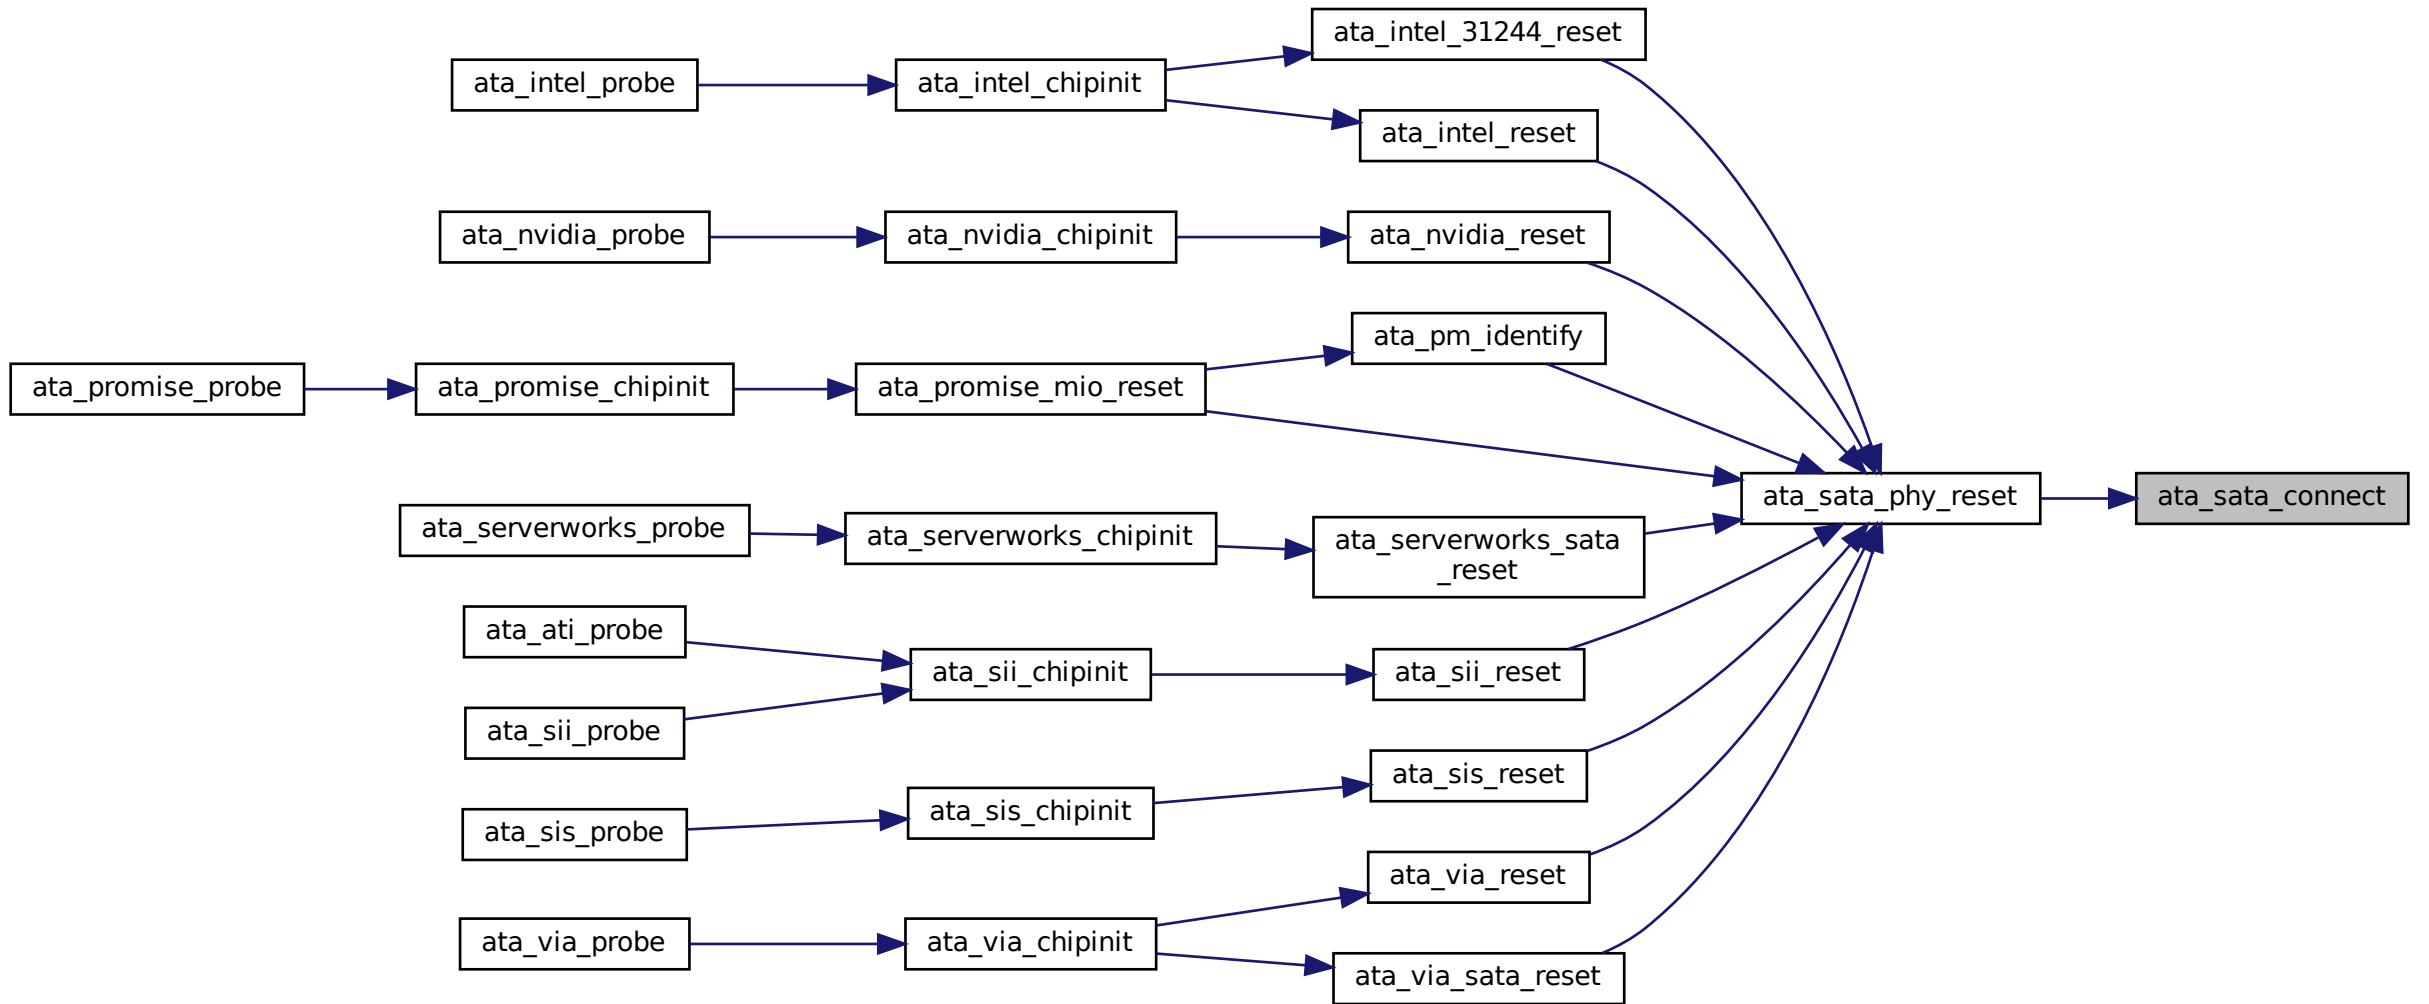 ata_intel_31244_reset
ata_intel_probe
ata_intel_chipinit
ata_intel_reset
ata_nvidia_probe
ata_nvidia_chipinit
ata_nvidia_reset
ata_pm_identify
ata_promise_probe
ata_promise_chipinit
ata_promise_mio_reset
ata_sata_phy_reset
ata_sata_connect
ata_serverworks_probe
ata_serverworks_chipinit
ata_serverworks_sata
_reset
ata_ati_probe
ata_sii_chipinit
ata_sii_reset
ata_sii_probe
ata_sis_reset
ata_sis_chipinit
ata_sis_probe
ata_via_reset
ata_via_probe
ata_via_chipinit
ata_via_sata_reset